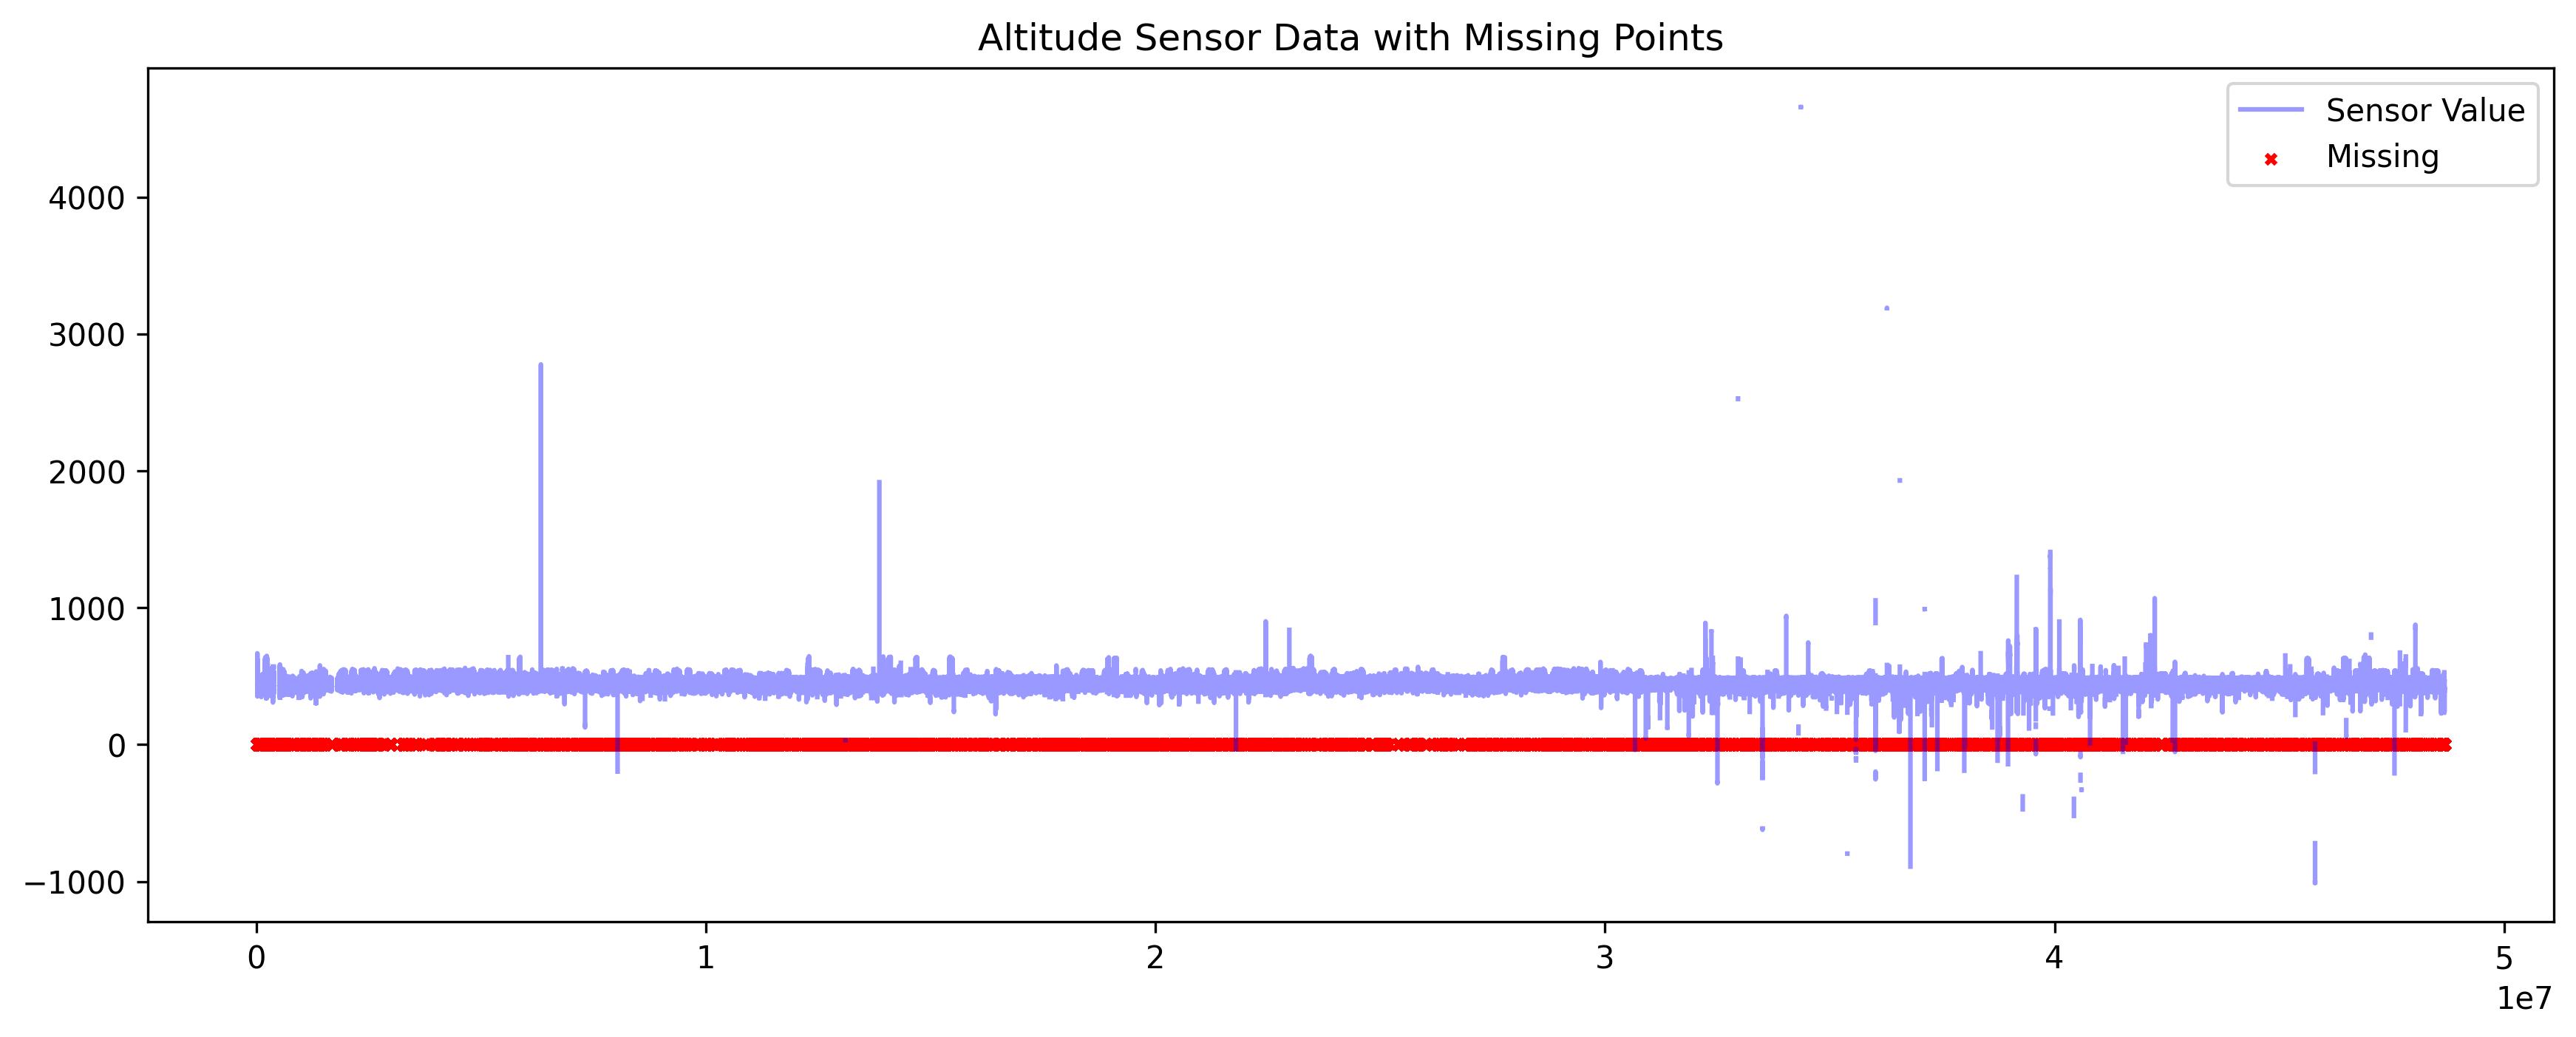 Altitude Sensor Data with Missing Points
Sensor Value
Missing
4000
3000
2000
1000
0
−1000
0 1 2 3 4 5
1e7